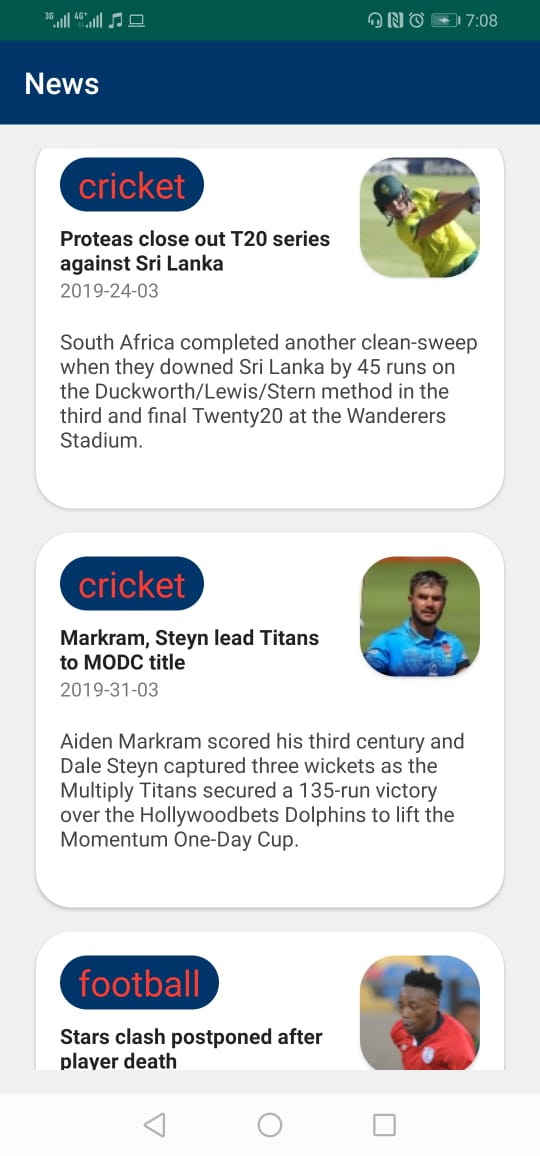 3G 4G+ 7:08
News
cricket
Proteas close out T20 series
against Sri Lanka
2019-24-03
South Africa completed another clean-sweep
when they downed Sri Lanka by 45 runs on
the Duckworth/Lewis/Stern method in the
third and final Twenty20 at the Wanderers
Stadium.
cricket
Markram, Steyn lead Titans
to MODC title
2019-31-03
Aiden Markram scored his third century and
Dale Steyn captured three wickets as the
Multiply Titans secured a 135-run victory
over the Hollywoodbets Dolphins to lift the
Momentum One-Day Cup.
football
Stars clash postponed after
player death